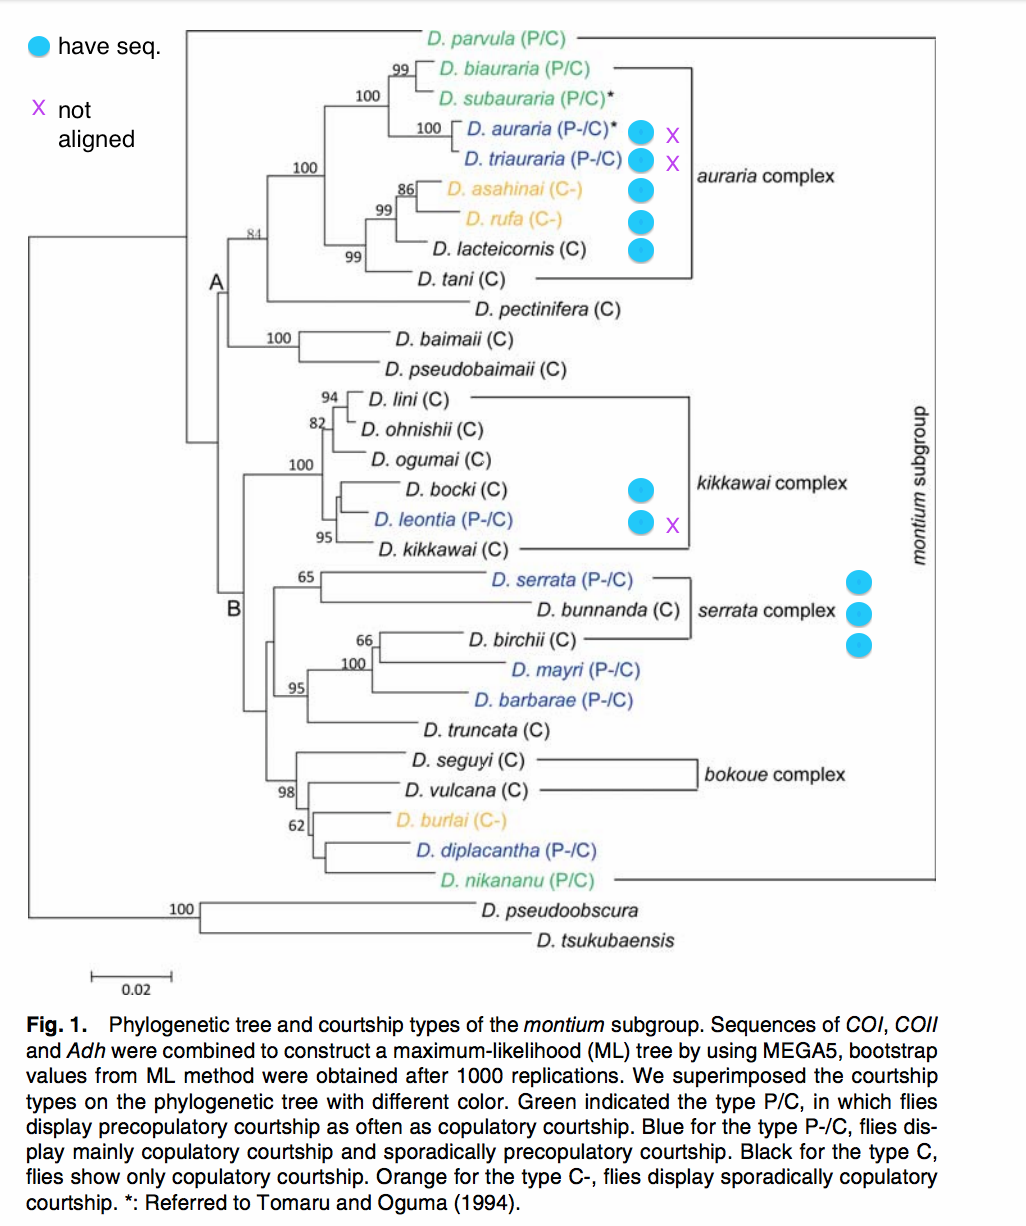 have seq.
X not
aligned
D. parvula (P/C)
99 D. biauraria (P/C)
100 D. subauraria (P/C)*
100 D. auraria (P-/C)* X
D. triauraria (P-/C) X
100 auraria complex
86 D. asahinai (C-)
99 D. rufa (C-)
84 D. lacteicornis (C)
99
D. tani (C)
A
D. pectinifera (C)
100 D. baimaii (C)
D. pseudobaimaii (C)
94 D. lini (C)
82 D. ohnishii (C)
100 D. ogumai (C)
kikkawai complex
D. bocki (C)
D. leontia (P-/C) X
95 D. kikkawai (C)
montium subgroup
65 D. serrata (P-/C)
B D. bunnanda (C) serrata complex
66 D. birchii (C)
100 D. mayri (P-/C)
95 D. barbarae (P-/C)
D. truncata (C)
D. seguyi (C)
bokoue complex
98 D. vulcana (C)
62 D. burlai (C-)
D. diplacantha (P-/C)
D. nikananu (P/C)
100 D. pseudoobscura
D. tsukubaensis
0.02
Fig. 1. Phylogenetic tree and courtship types of the montium subgroup. Sequences of COI, COII
and Adh were combined to construct a maximum-likelihood (ML) tree by using MEGA5, bootstrap
values from ML method were obtained after 1000 replications. We superimposed the courtship
types on the phylogenetic tree with different color. Green indicated the type P/C, in which flies
display precopulatory courtship as often as copulatory courtship. Blue for the type P-/C, flies dis-
play mainly copulatory courtship and sporadically precopulatory courtship. Black for the type C,
flies show only copulatory courtship. Orange for the type C-, flies display sporadically copulatory
courtship. *: Referred to Tomaru and Oguma (1994).